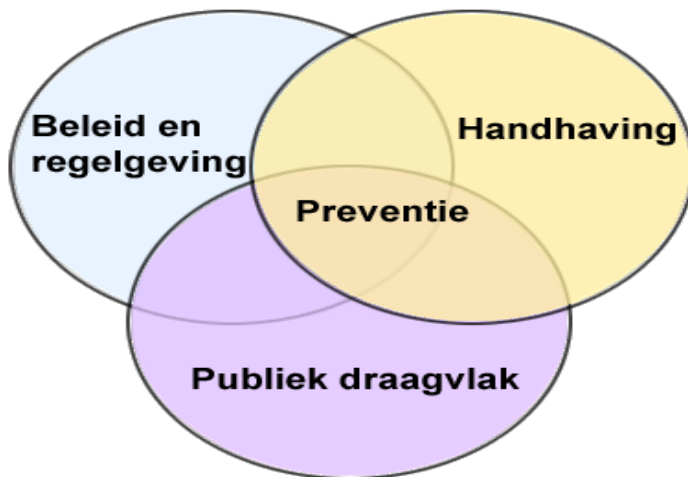 Beleid en
regelgeving
Handhaving
Preventie
Publiek draagvlak